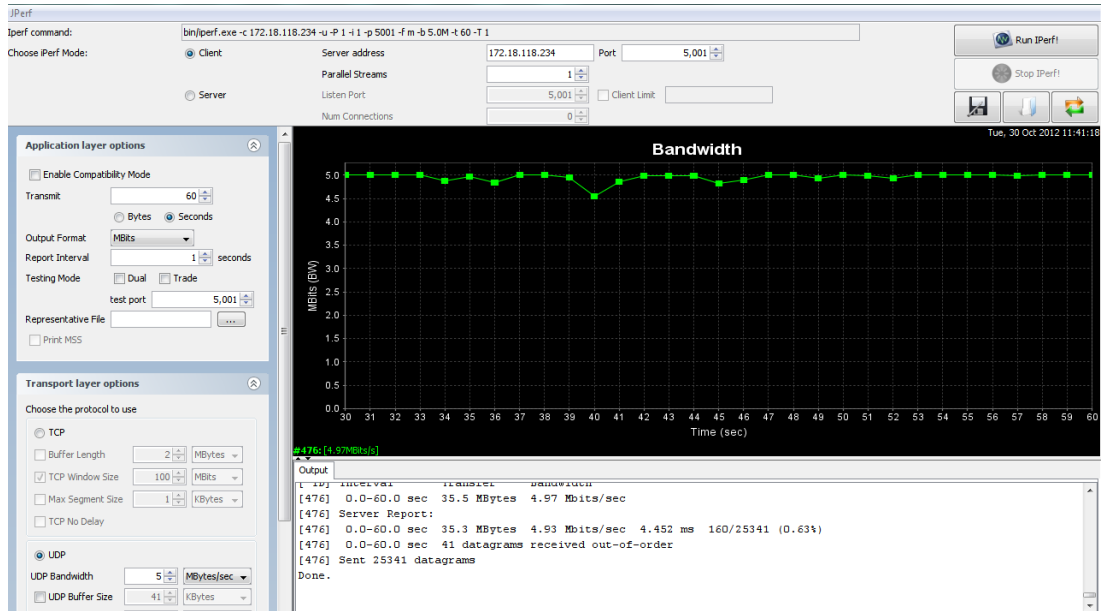 JPerf
Iperf command: bin/iperf.exe -c 172.18.118.234 -u -P 1 -i 1 -p 5001 -f m -b 5.0M -t 60 -T 1
Choose iPerf Mode: Client Server address 172.18.118.234 Port 5,001
Parallel Streams 1
Server Listen Port 5,001 Client Limit
Num Connections 0
Run IPerf!
Stop IPerf!
Application layer options
Enable Compatibility Mode
Transmit 60
Bytes Seconds
Output Format MBits
Report Interval 1 seconds
Testing Mode Dual Trade
test port 5,001
Representative File ...
Print MSS
Transport layer options
Choose the protocol to use
TCP
Buffer Length 2 MBytes
TCP Window Size 100 MBits
Max Segment Size 1 KBytes
TCP No Delay
UDP
UDP Bandwidth 5 MBytes/sec
UDP Buffer Size 41 KBytes
Tue, 30 Oct 2012 11:41:18
Bandwidth
MBits (BW)
5.0
4.5
4.0
3.5
3.0
2.5
2.0
1.5
1.0
0.5
0.0
30 31 32 33 34 35 36 37 38 39 40 41 42 43 44 45 46 47 48 49 50 51 52 53 54 55 56 57 58 59 60
Time (sec)
#476:[4.97MBits/s]
Output
[ ID] Interval Transfer Bandwidth
[476] 0.0-60.0 sec 35.5 MBytes 4.97 Mbits/sec
[476] Server Report:
[476] 0.0-60.0 sec 35.3 MBytes 4.93 Mbits/sec 4.452 ms 160/25341 (0.63%)
[476] 0.0-60.0 sec 41 datagrams received out-of-order
[476] Sent 25341 datagrams
Done.